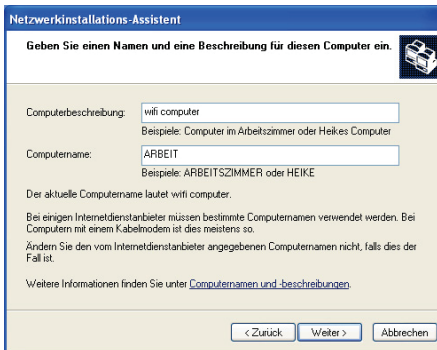 Netzwerkinstallations-Assistent
Geben Sie einen Namen und eine Beschreibung für diesen Computer ein.
Computerbeschreibung:
wifi computer
Beispiele: Computer im Arbeitszimmer oder Heikes Computer
Computername:
ARBEIT
Beispiele: ARBEITSZIMMER oder HEIKE
Der aktuelle Computername lautet wifi computer.
Bei einigen Internetdienstanbieter müssen bestimmte Computernamen verwendet werden. Bei
Computern mit einem Kabelmodem ist dies meistens so.
Ändern Sie den vom Internetdienstanbieter angegebenen Computernamen nicht, falls dies der
Fall ist.
Weitere Informationen finden Sie unter Computernamen und -beschreibungen.
< Zurück
Weiter >
Abbrechen